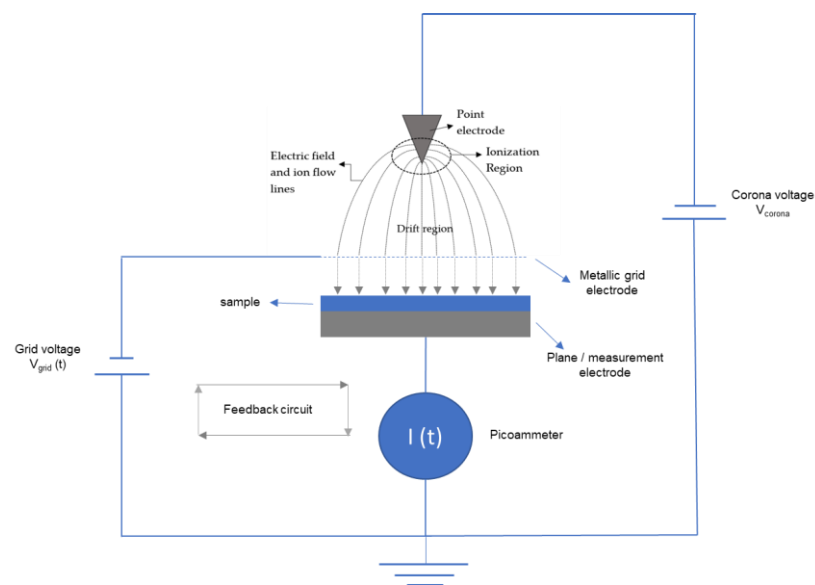 Point
electrode
Electric field
and ion flow
lines
Ionization
Region
Corona voltage
Vcorona
Drift region
Metallic grid
electrode
sample
Grid voltage
Vgrid (t)
Plane / measurement
electrode
Feedback circuit
I (t)
Picoammeter